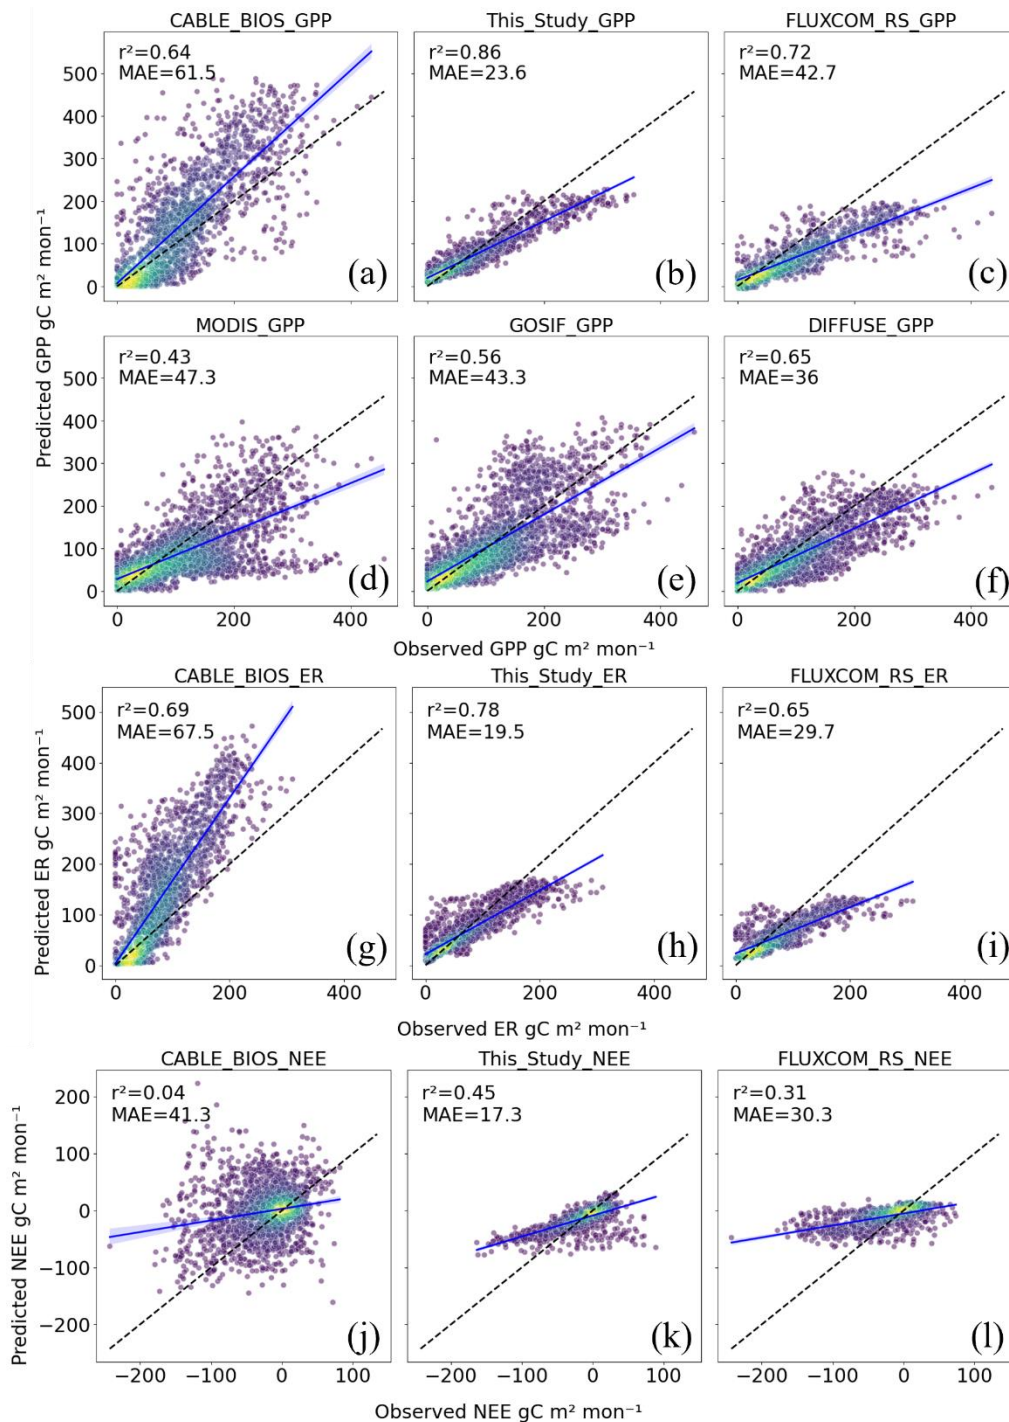 CABLE_BIOS_GPP
This_Study_GPP
FLUXCOM_RS_GPP
r²=0.64
MAE=61.5
r²=0.86
MAE=23.6
r²=0.72
MAE=42.7
500
400
300
200
100
0
(a)
(b)
(c)
Predicted GPP gC m² mon⁻¹
MODIS_GPP
GOSIF_GPP
DIFFUSE_GPP
r²=0.43
MAE=47.3
r²=0.56
MAE=43.3
r²=0.65
MAE=36
500
400
300
200
100
0
(d)
(e)
(f)
0 200 400
0 200 400
0 200 400
Observed GPP gC m² mon⁻¹
CABLE_BIOS_ER
This_Study_ER
FLUXCOM_RS_ER
r²=0.69
MAE=67.5
r²=0.78
MAE=19.5
r²=0.65
MAE=29.7
Predicted ER gC m² mon⁻¹
500
400
300
200
100
0
(g)
(h)
(i)
0 200 400
0 200 400
0 200 400
Observed ER gC m² mon⁻¹
CABLE_BIOS_NEE
This_Study_NEE
FLUXCOM_RS_NEE
r²=0.04
MAE=41.3
r²=0.45
MAE=17.3
r²=0.31
MAE=30.3
Predicted NEE gC m² mon⁻¹
200
100
0
−100
−200
(j)
(k)
(l)
−200 −100 0 100
−200 −100 0 100
−200 −100 0 100
Observed NEE gC m² mon⁻¹